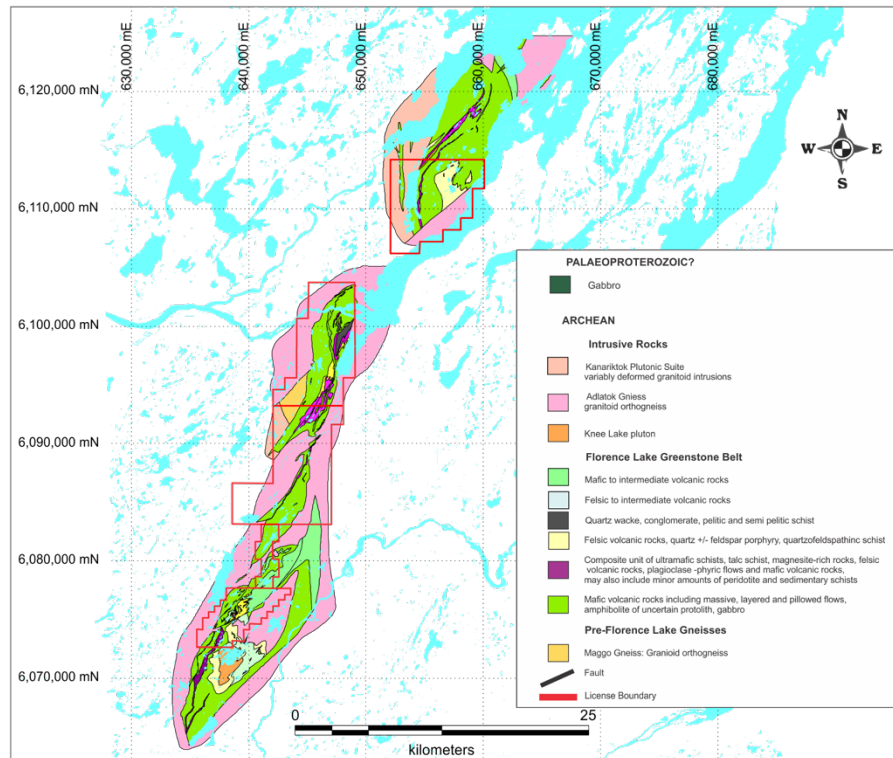 630,000 mE
640,000 mE
650,000 mE
660,000 mE
670,000 mE
680,000 mE
6,120,000 mN
6,110,000 mN
6,100,000 mN
6,090,000 mN
6,080,000 mN
6,070,000 mN
N
W
E
S
PALAEOPROTEROZOIC?
Gabbro
ARCHEAN
Intrusive Rocks
Kanariktok Plutonic Suite
variably deformed granitoid intrusions
Adlatok Gniess
granitoid orthogneiss
Knee Lake pluton
Florence Lake Greenstone Belt
Mafic to intermediate volcanic rocks
Felsic to intermediate volcanic rocks
Quartz wacke, conglomerate, pelitic and semi pelitic schist
Felsic volcanic rocks, quartz +/- feldspar porphyry, quartzofeldspathinc schist
Composite unit of ultramafic schists, talc schist, magnesite-rich rocks, felsic
volcanic rocks, plagioclase -phyric flows and mafic volcanic rocks,
may also include minor amounts of peridotite and sedimentary schists
Mafic volcanic rocks including massive, layered and pillowed flows,
amphibolite of uncertain protolith, gabbro
Pre-Florence Lake Gneisses
Maggo Gneiss: Granioid orthogneiss
Fault
License Boundary
0
25
kilometers